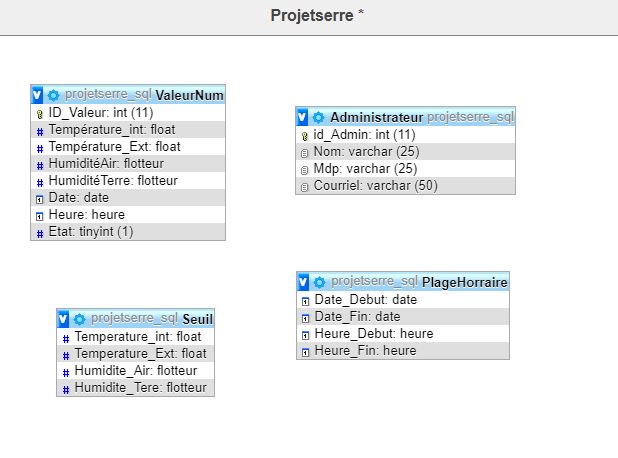 Projetserre *
projetserre_sql ValeurNum
ID_Valeur: int (11)
Température_int: float
Température_Ext: float
HumiditéAir: flotteur
HumiditéTerre: flotteur
Date: date
Heure: heure
Etat: tinyint (1)
Administrateur projetserre_sql
id_Admin: int (11)
Nom: varchar (25)
Mdp: varchar (25)
Courriel: varchar (50)
projetserre_sql Seuil
Temperature_int: float
Temperature_Ext: float
Humidite_Air: flotteur
Humidite_Tere: flotteur
projetserre_sql PlageHorraire
Date_Debut: date
Date_Fin: date
Heure_Debut: heure
Heure_Fin: heure